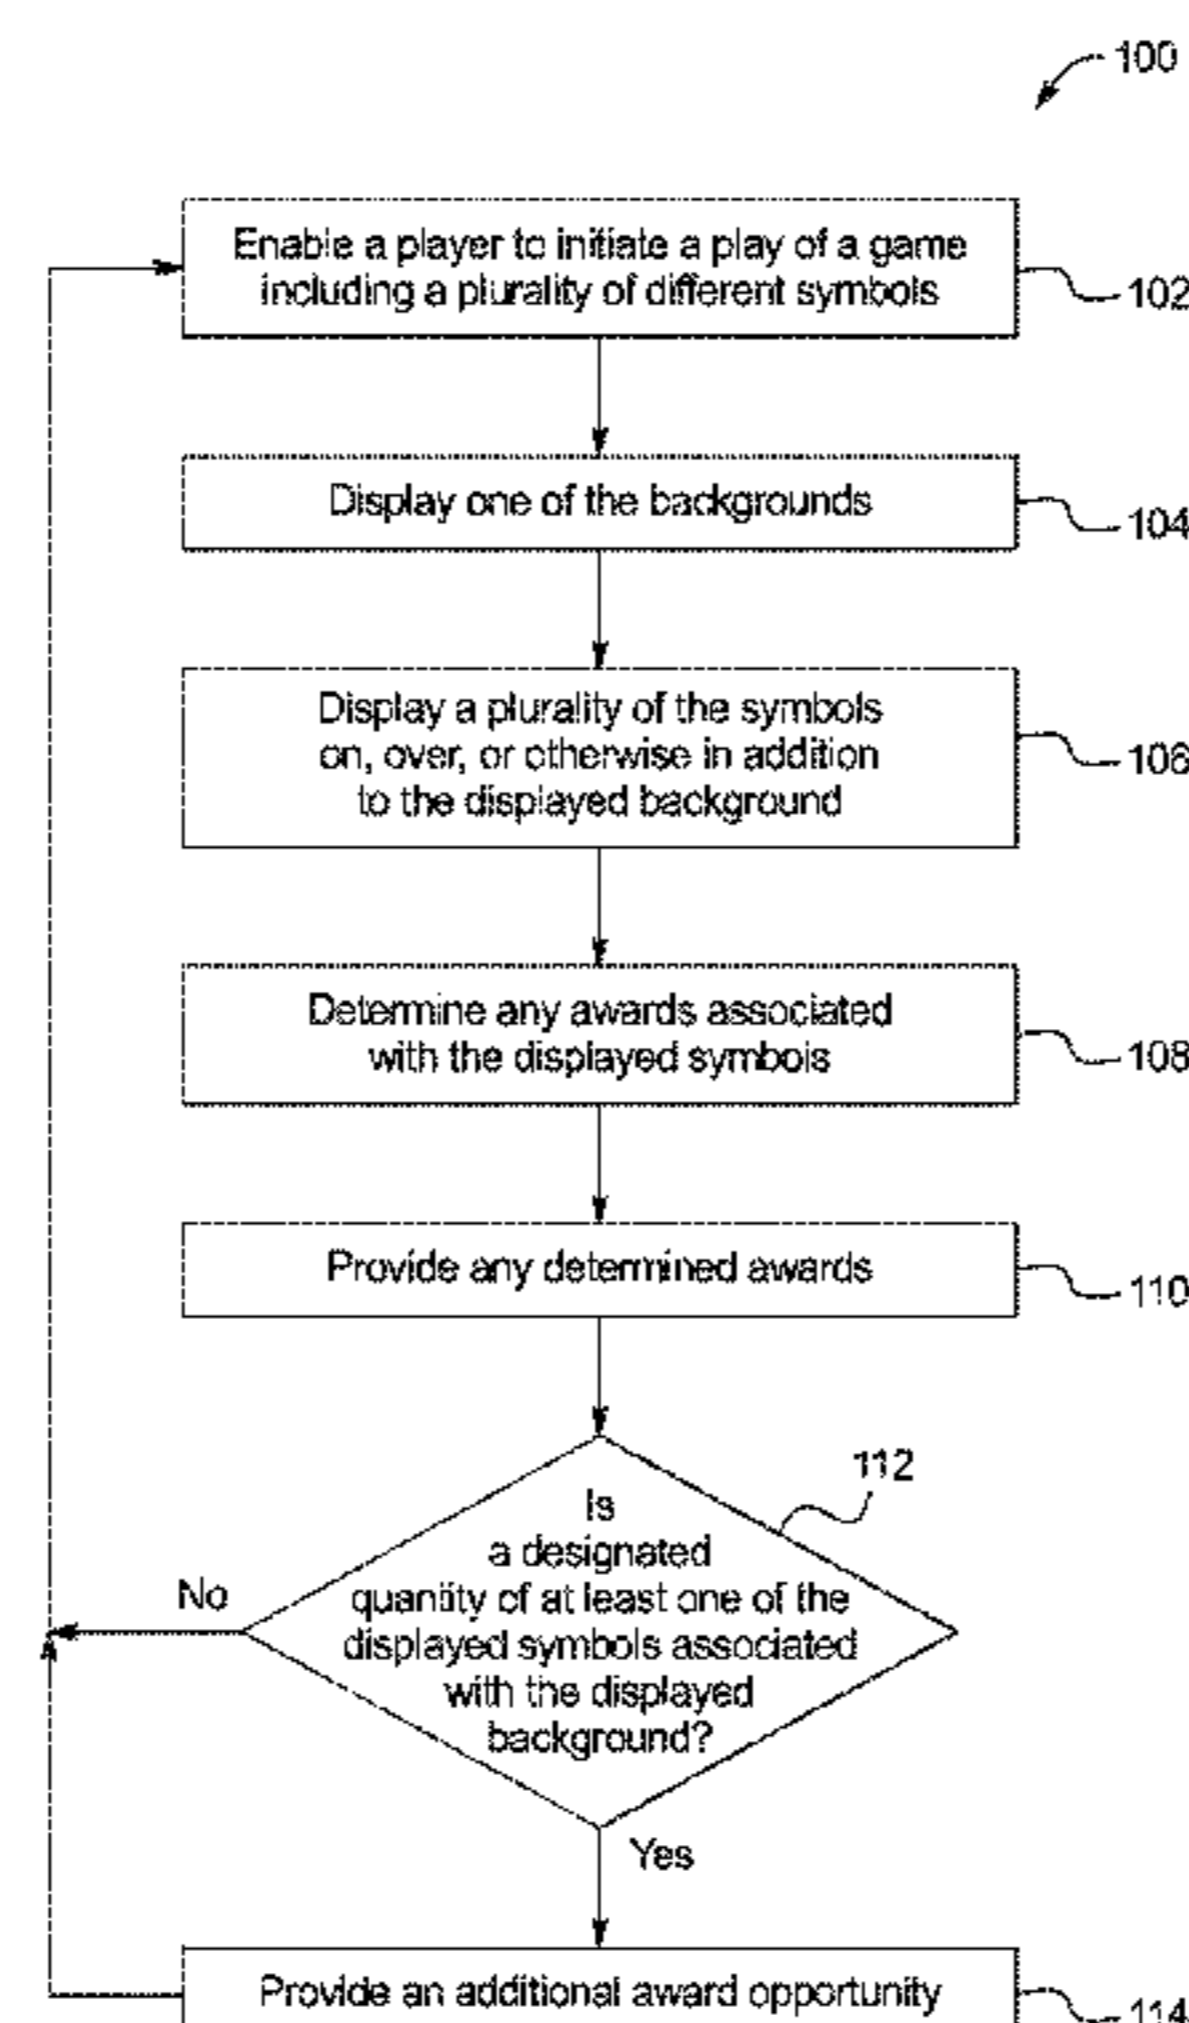 100
Enable a player to initiate a play of a game
including a plurality of different symbols
102
Display one of the backgrounds
104
Display a plurality of the symbols
on, over, or otherwise in addition
to the displayed background
106
Determine any awards associated
with the displayed symbols
108
Provide any determined awards
110
112
Is
a designated
quantity of at least one of the
displayed symbols associated
with the displayed
background?
No
Yes
Provide an additional award opportunity
114